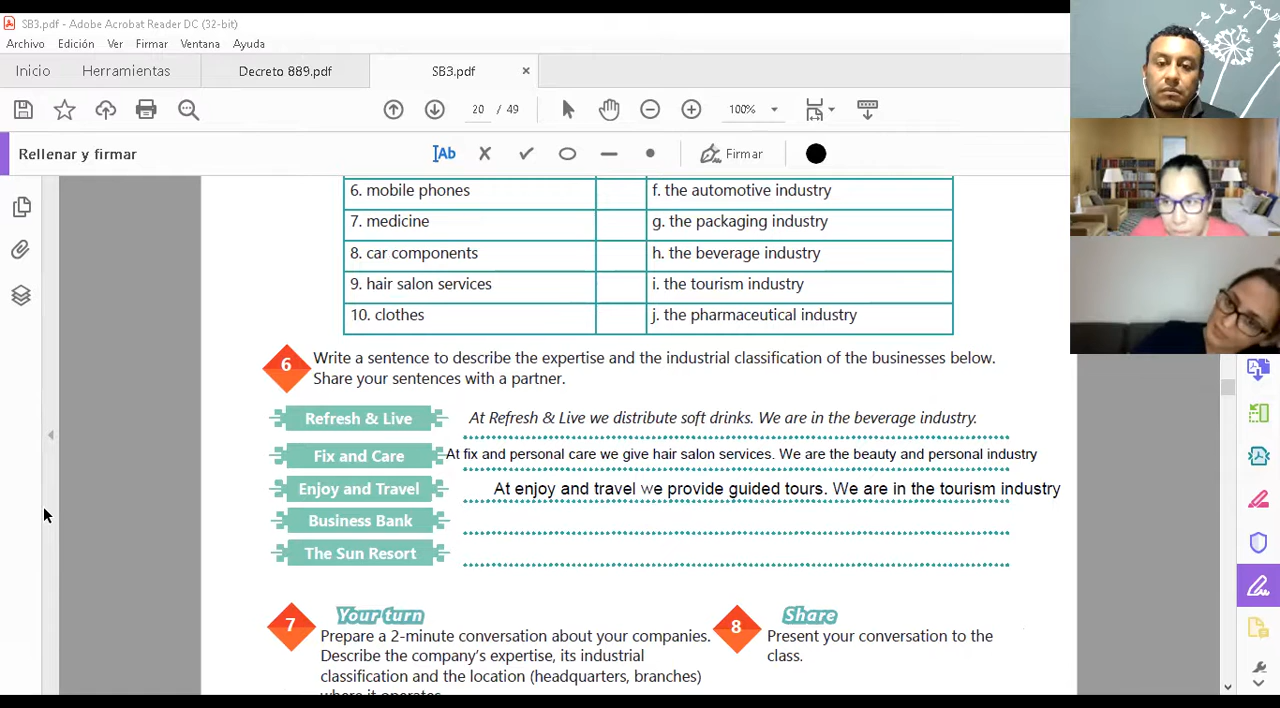 SB3.pdf - Adobe Acrobat Reader DC (32-bit)
Archivo Edición Ver Firmar Ventana Ayuda
Inicio Herramientas Decreto 889.pdf SB3.pdf ×
20 / 49 100%
Rellenar y firmar Ab Firmar
6. mobile phones f. the automotive industry
7. medicine g. the packaging industry
8. car components h. the beverage industry
9. hair salon services i. the tourism industry
10. clothes j. the pharmaceutical industry
6 Write a sentence to describe the expertise and the industrial classification of the businesses below.
Share your sentences with a partner.
Refresh & Live At Refresh & Live we distribute soft drinks. We are in the beverage industry.
Fix and Care At fix and personal care we give hair salon services. We are the beauty and personal industry
Enjoy and Travel At enjoy and travel we provide guided tours. We are in the tourism industry
Business Bank
The Sun Resort
7 Your turn
Prepare a 2-minute conversation about your companies.
Describe the company's expertise, its industrial
classification and the location (headquarters, branches)
where it operates
8 Share
Present your conversation to the
class.